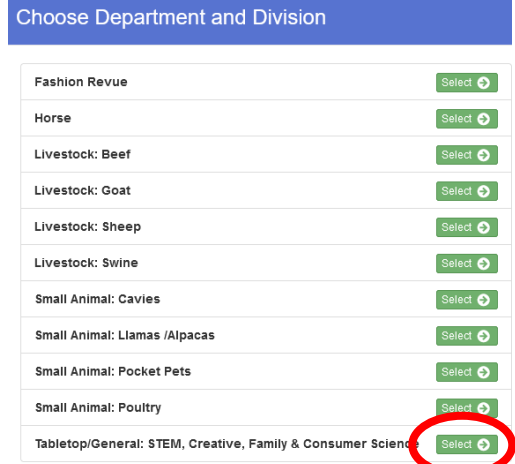 Choose Department and Division
Fashion Revue Select
Horse Select
Livestock: Beef Select
Livestock: Goat Select
Livestock: Sheep Select
Livestock: Swine Select
Small Animal: Cavies Select
Small Animal: Llamas /Alpacas Select
Small Animal: Pocket Pets Select
Small Animal: Poultry Select
Tabletop/General: STEM, Creative, Family & Consumer Science Select